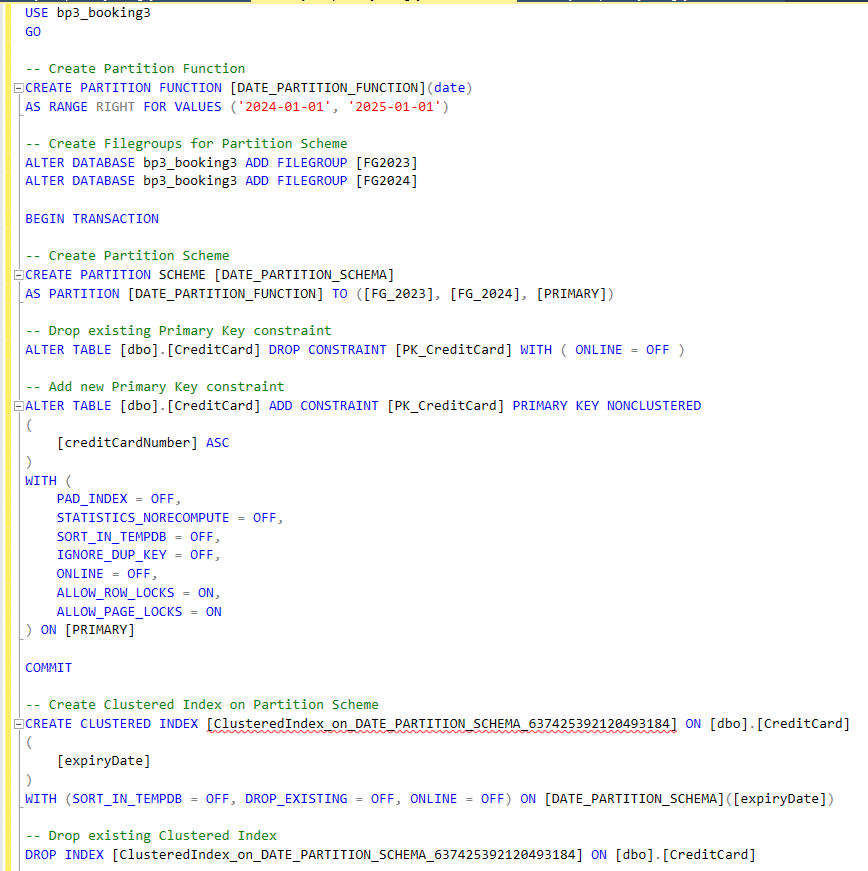 USE bp3_booking3
GO
-- Create Partition Function
CREATE PARTITION FUNCTION [DATE_PARTITION_FUNCTION](date)
AS RANGE RIGHT FOR VALUES ('2024-01-01', '2025-01-01')
-- Create Filegroups for Partition Scheme
ALTER DATABASE bp3_booking3 ADD FILEGROUP [FG2023]
ALTER DATABASE bp3_booking3 ADD FILEGROUP [FG2024]
BEGIN TRANSACTION
-- Create Partition Scheme
CREATE PARTITION SCHEME [DATE_PARTITION_SCHEMA]
AS PARTITION [DATE_PARTITION_FUNCTION] TO ([FG_2023], [FG_2024], [PRIMARY])
-- Drop existing Primary Key constraint
ALTER TABLE [dbo].[CreditCard] DROP CONSTRAINT [PK_CreditCard] WITH ( ONLINE = OFF )
-- Add new Primary Key constraint
ALTER TABLE [dbo].[CreditCard] ADD CONSTRAINT [PK_CreditCard] PRIMARY KEY NONCLUSTERED
(
[creditCardNumber] ASC
)
WITH (
PAD_INDEX = OFF,
STATISTICS_NORECOMPUTE = OFF,
SORT_IN_TEMPDB = OFF,
IGNORE_DUP_KEY = OFF,
ONLINE = OFF,
ALLOW_ROW_LOCKS = ON,
ALLOW_PAGE_LOCKS = ON
) ON [PRIMARY]
COMMIT
-- Create Clustered Index on Partition Scheme
CREATE CLUSTERED INDEX [ClusteredIndex_on_DATE_PARTITION_SCHEMA_637425392120493184] ON [dbo].[CreditCard]
(
[expiryDate]
)
WITH (SORT_IN_TEMPDB = OFF, DROP_EXISTING = OFF, ONLINE = OFF) ON [DATE_PARTITION_SCHEMA]([expiryDate])
-- Drop existing Clustered Index
DROP INDEX [ClusteredIndex_on_DATE_PARTITION_SCHEMA_637425392120493184] ON [dbo].[CreditCard]